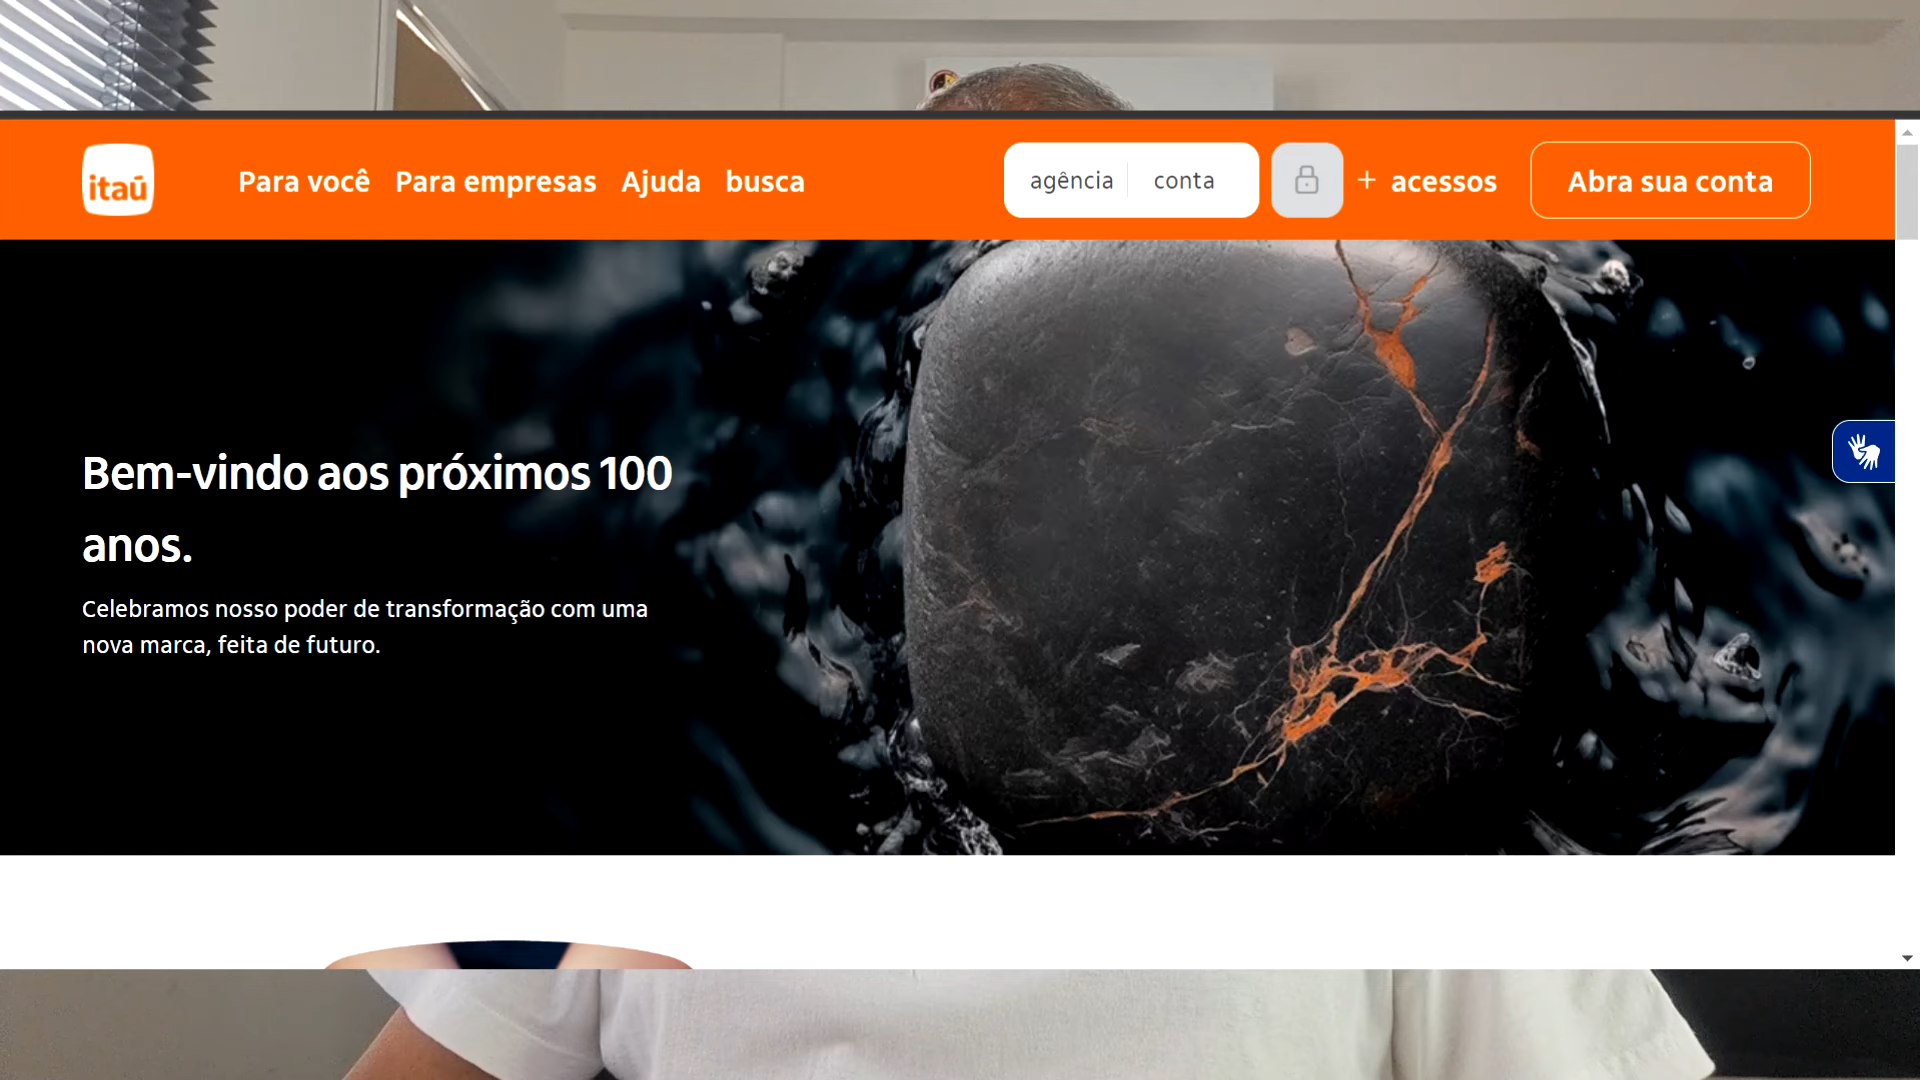 itaú
Para você
Para empresas
Ajuda
busca
agência
conta
+ acessos
Abra sua conta
Bem-vindo aos próximos 100
anos.
Celebramos nosso poder de transformação com uma
nova marca, feita de futuro.